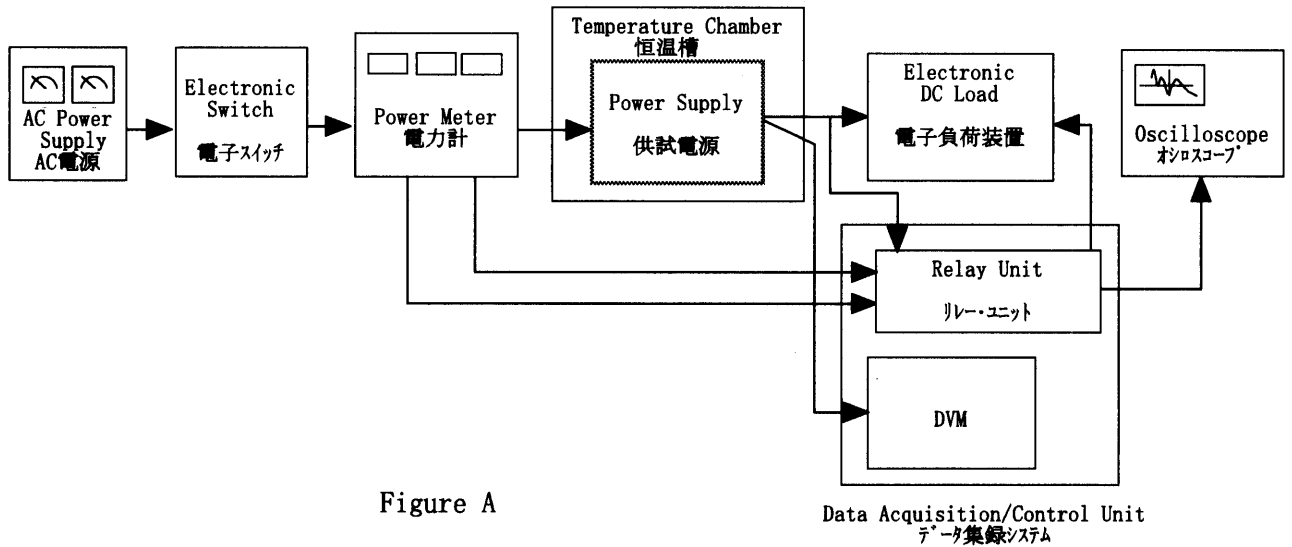 AC Power
Supply
AC電源
Electronic
Switch
電子スイッチ
Power Meter
電力計
Temperature Chamber
恒温槽
Power Supply
供試電源
Electronic
DC Load
電子負荷装置
Oscilloscope
オシロスコープ
Relay Unit
リレー・ユニット
DVM
Data Acquisition/Control Unit
データ集録システム
Figure A